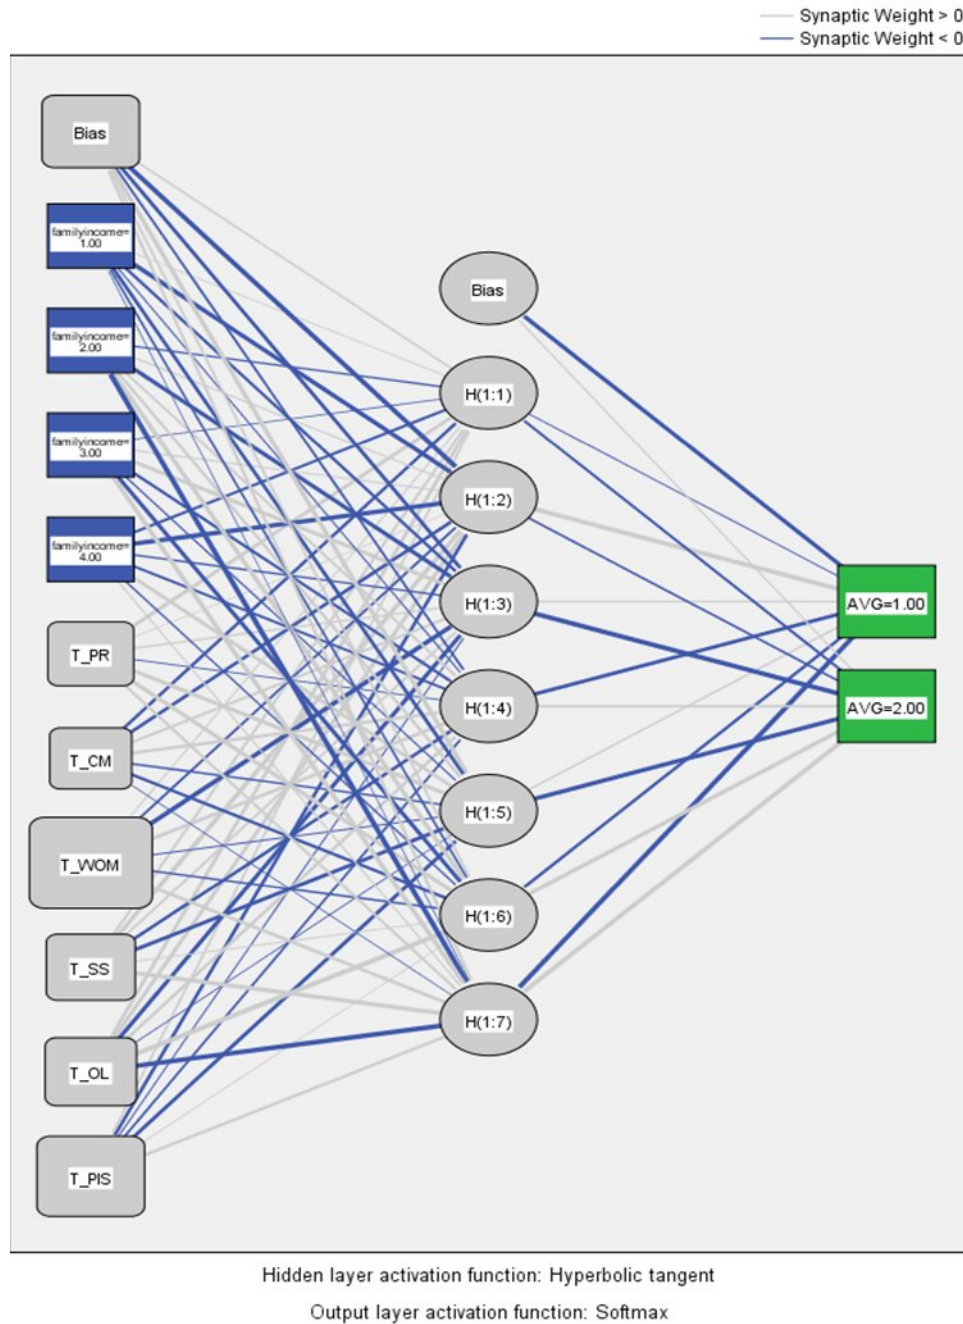 Synaptic Weight > 0
Synaptic Weight < 0
Bias
familyincome=
1.00
familyincome=
2.00
familyincome=
3.00
familyincome=
4.00
T_PR
T_CM
T_WOM
T_SS
T_OL
T_PIS
Bias
H(1:1)
H(1:2)
H(1:3)
H(1:4)
H(1:5)
H(1:6)
H(1:7)
AVG=1.00
AVG=2.00
Hidden layer activation function: Hyperbolic tangent
Output layer activation function: Softmax